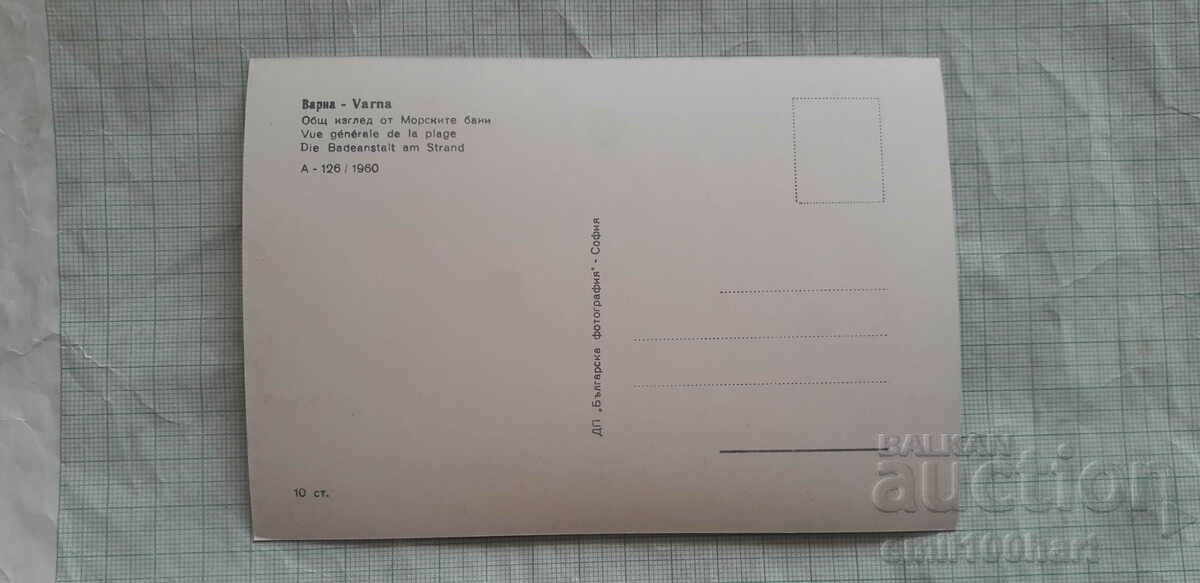 Варна - Varna
Общ изглед от Морските бани
Vue générale de la plage
Die Badeanstalt am Strand
А - 126 / 1960
ДП „Българска фотография" - София
10 ст.
BALKAN
auction
emil100hart